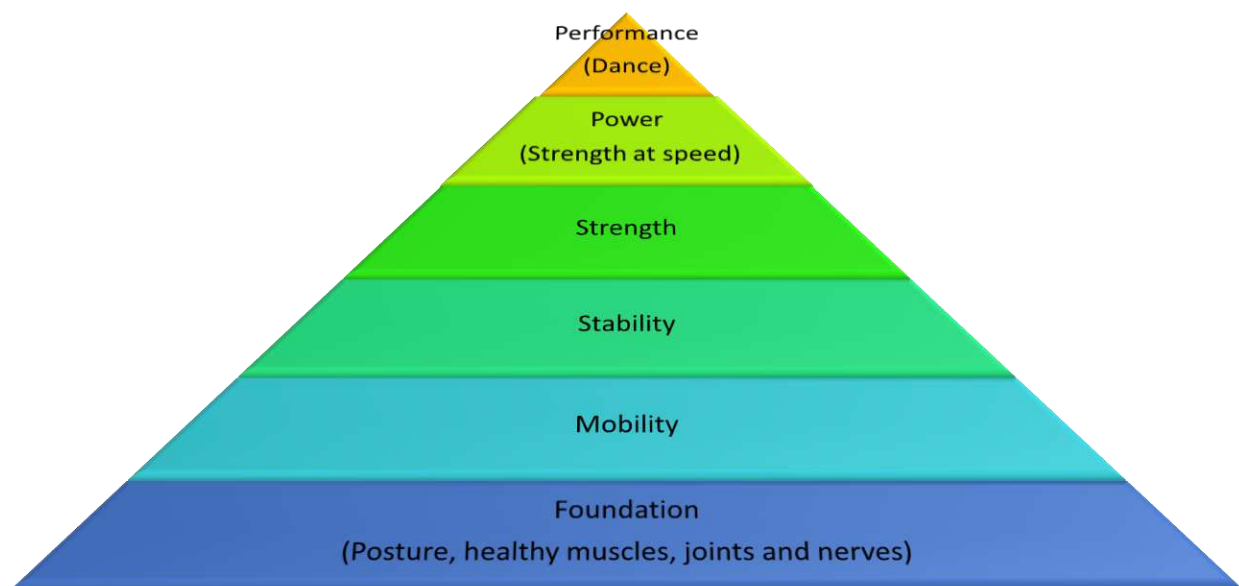 Performance
(Dance)
Power
(Strength at speed)
Strength
Stability
Mobility
Foundation
(Posture, healthy muscles, joints and nerves)